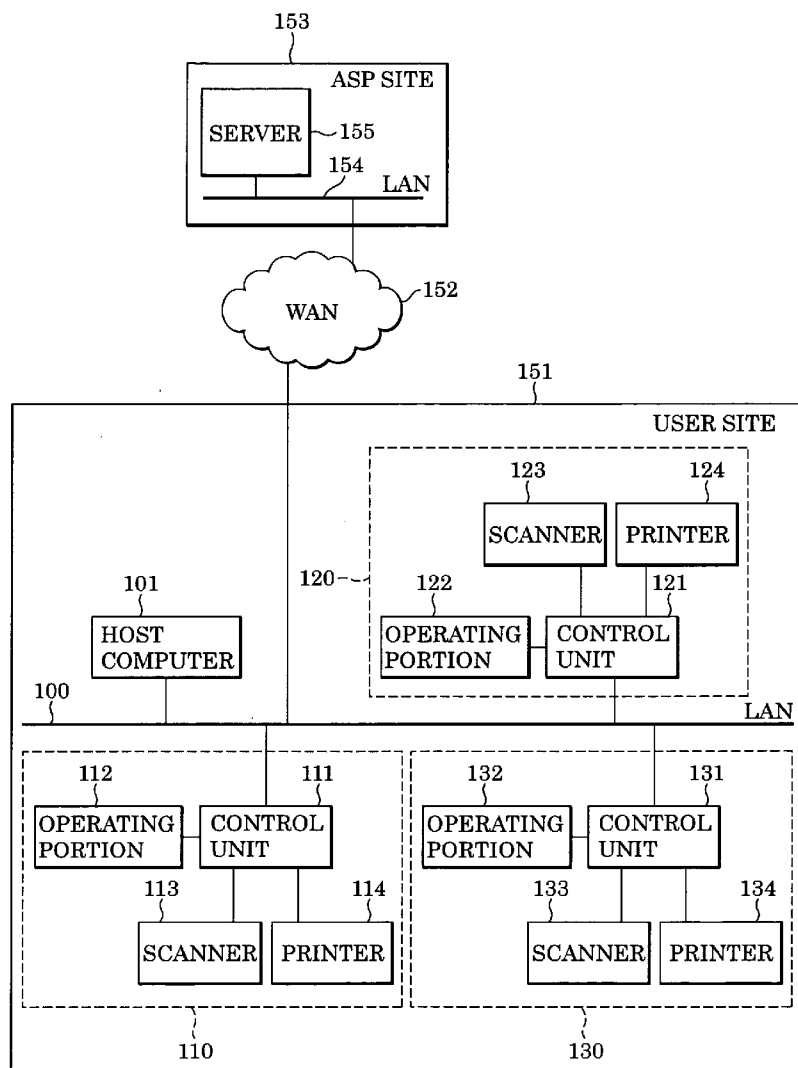 153
ASP SITE
SERVER
155
154
LAN
WAN
152
151
USER SITE
123
124
SCANNER
PRINTER
120
122
121
OPERATING
PORTION
CONTROL
UNIT
101
HOST
COMPUTER
100
LAN
112
111
OPERATING
PORTION
CONTROL
UNIT
113
114
SCANNER
PRINTER
110
132
131
OPERATING
PORTION
CONTROL
UNIT
133
134
SCANNER
PRINTER
130